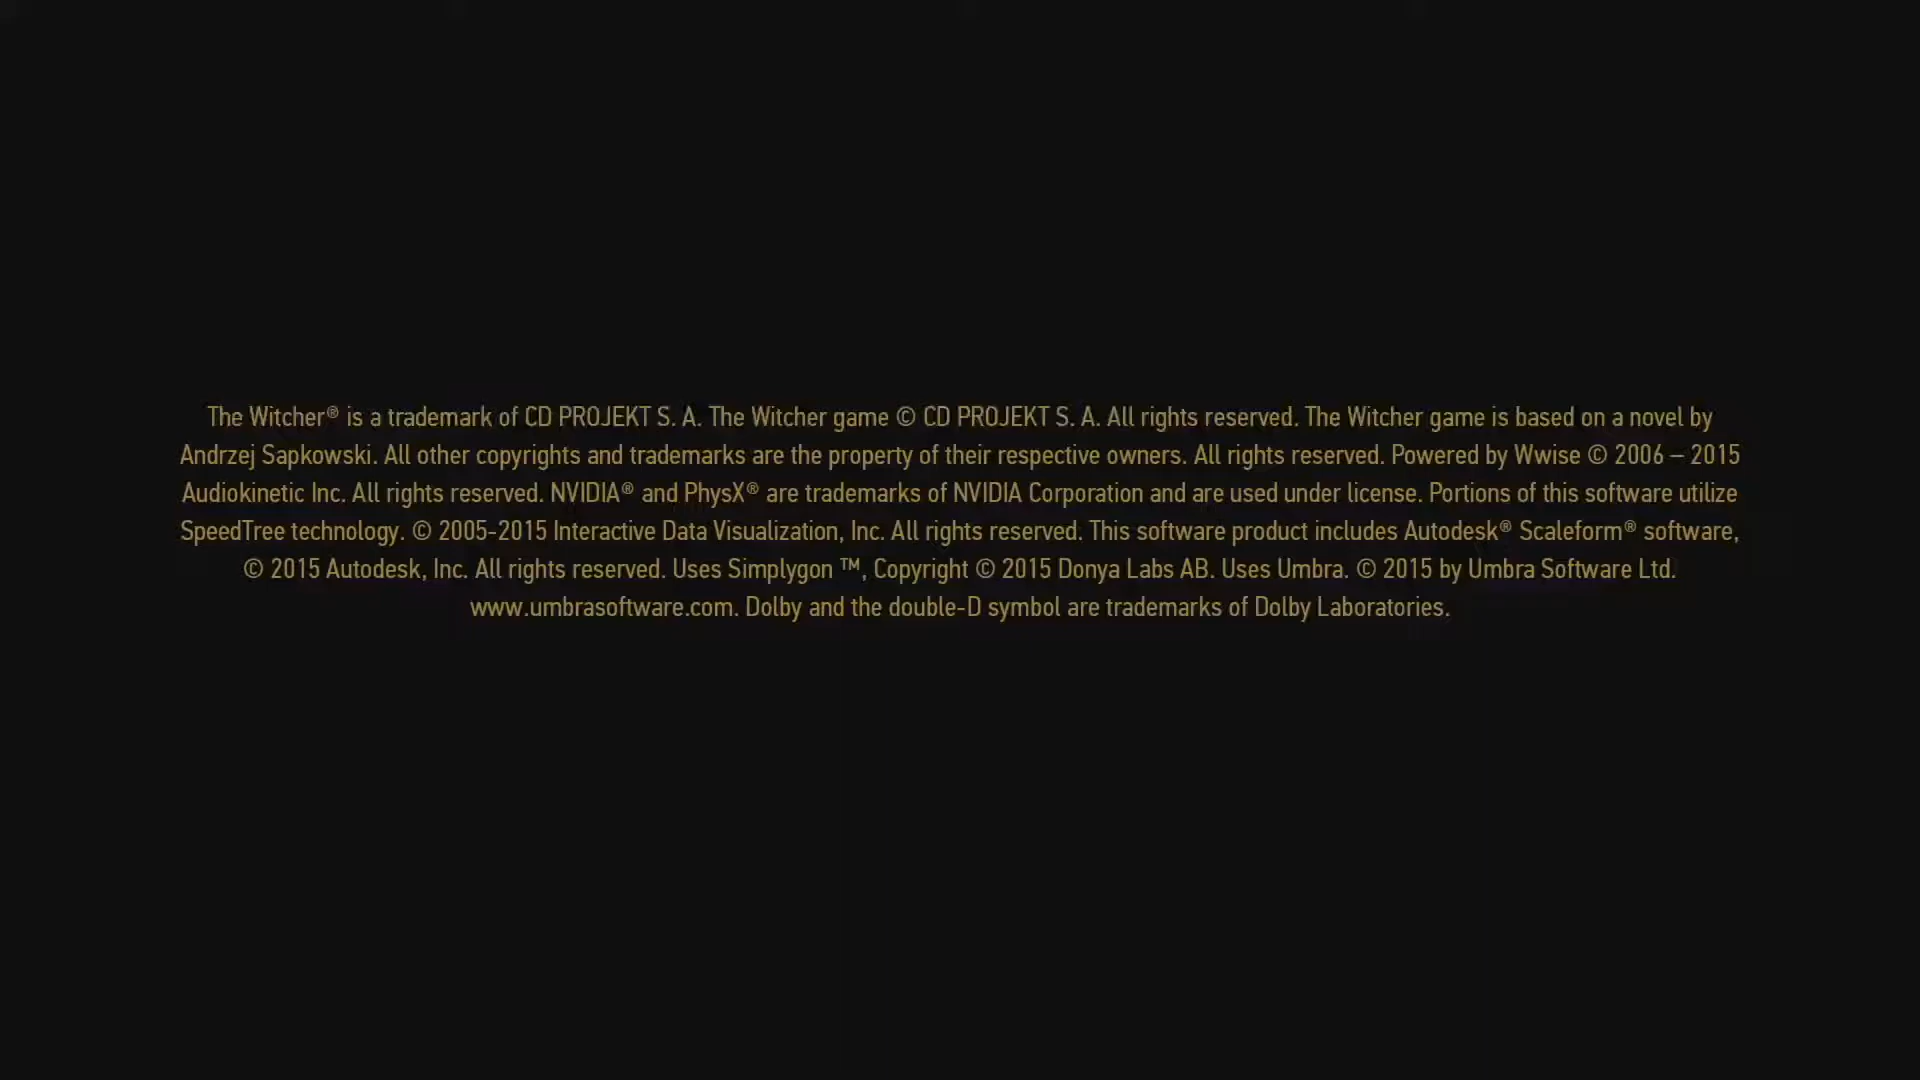 The Witcher® is a trademark of CD PROJEKT S. A. The Witcher game © CD PROJEKT S. A. All rights reserved. The Witcher game is based on a novel by
Andrzej Sapkowski. All other copyrights and trademarks are the property of their respective owners. All rights reserved. Powered by Wwise © 2006 – 2015
Audiokinetic Inc. All rights reserved. NVIDIA® and PhysX® are trademarks of NVIDIA Corporation and are used under license. Portions of this software utilize
SpeedTree technology. © 2005-2015 Interactive Data Visualization, Inc. All rights reserved. This software product includes Autodesk® Scaleform® software,
© 2015 Autodesk, Inc. All rights reserved. Uses Simplygon ™, Copyright © 2015 Donya Labs AB. Uses Umbra. © 2015 by Umbra Software Ltd.
www.umbrasoftware.com. Dolby and the double-D symbol are trademarks of Dolby Laboratories.